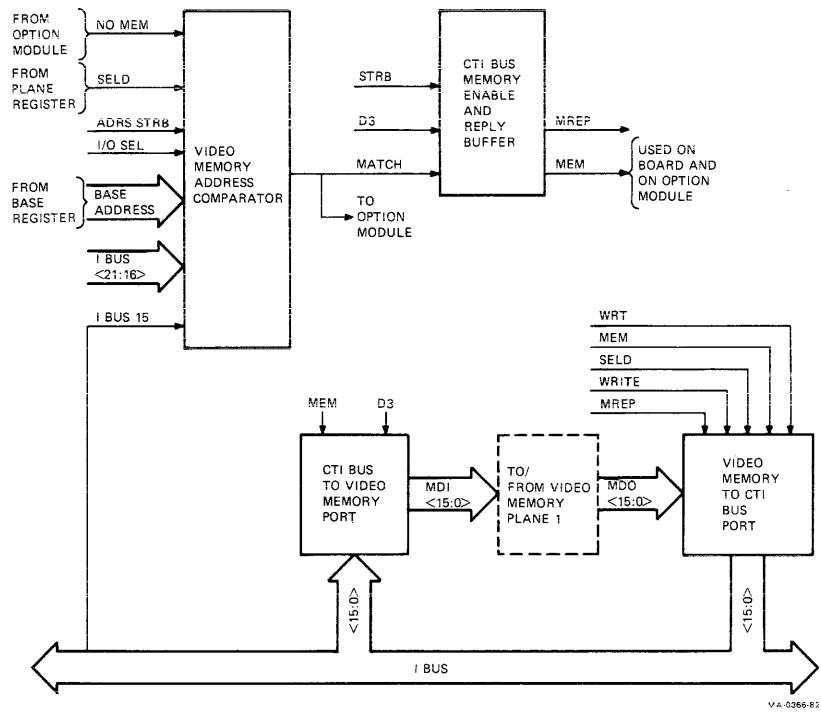 FROM
OPTION
MODULE
NO MEM
FROM
PLANE
REGISTER
SELD
ADRS STRB
I/O SEL
FROM
BASE
REGISTER
BASE
ADDRESS
I BUS
<21:16>
I BUS 15
VIDEO
MEMORY
ADDRESS
COMPARATOR
STRB
D3
MATCH
TO
OPTION
MODULE
CTI BUS
MEMORY
ENABLE
AND
REPLY
BUFFER
MREP
MEM
USED ON
BOARD AND
ON OPTION
MODULE
WRT
MEM
SELD
WRITE
MREP
MEM
D3
CTI BUS
TO VIDEO
MEMORY
PORT
MDI
<15:0>
TO/
FROM VIDEO
MEMORY
PLANE 1
MDO
<15:0>
VIDEO
MEMORY
TO CTI
BUS
PORT
<15:0>
<15:0>
I BUS
MA-0366-82